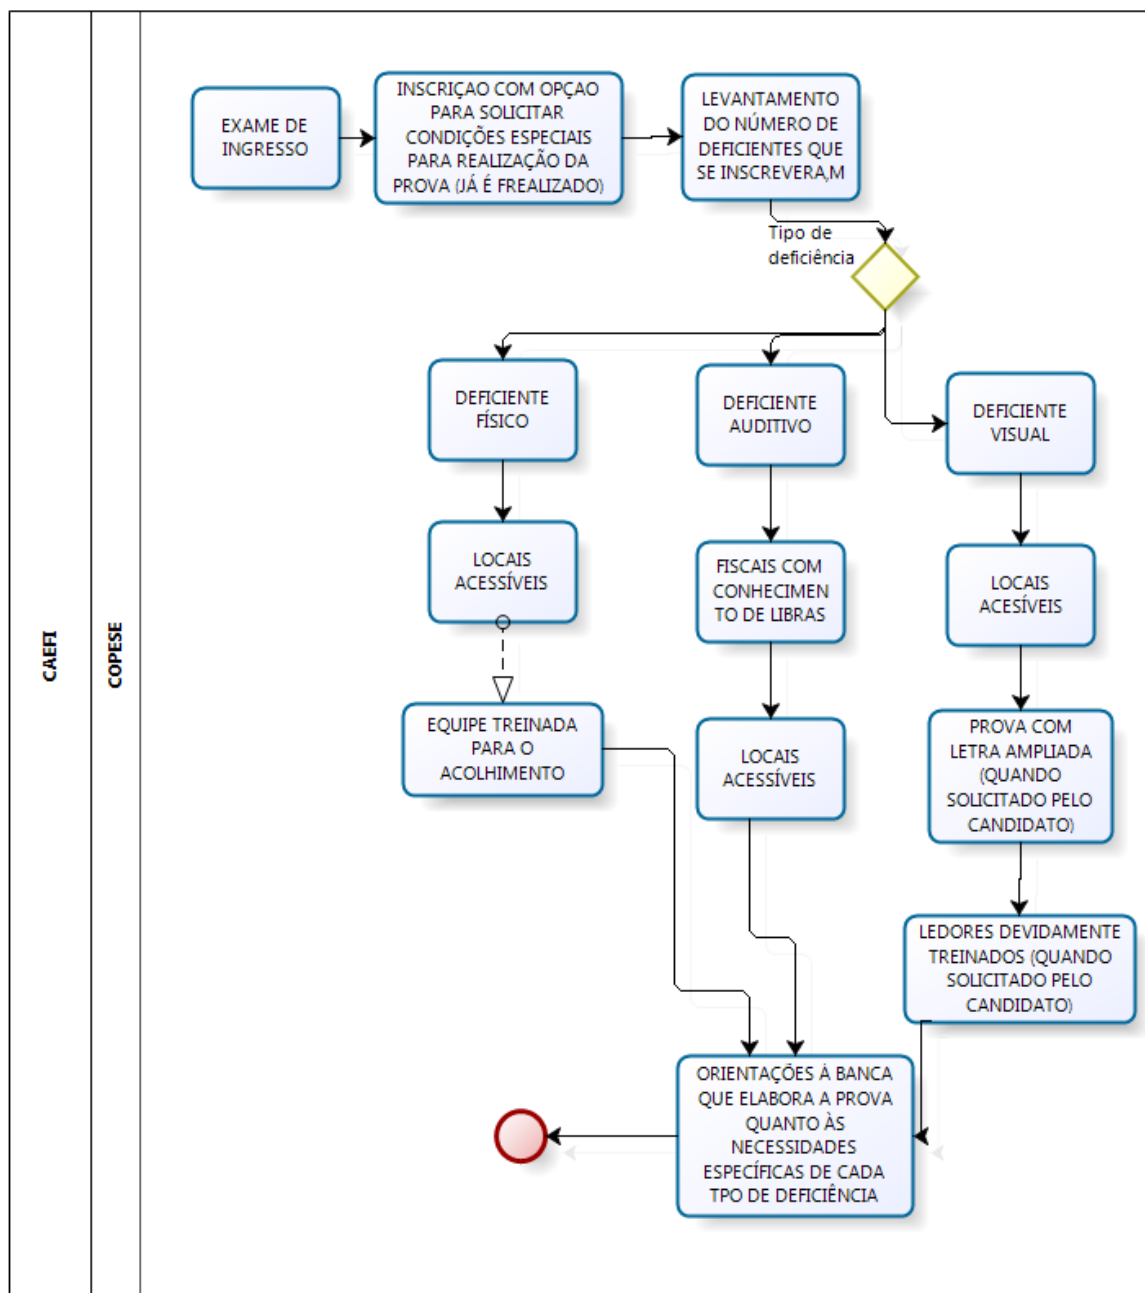 CAEFI
COPESE
EXAME DE
INGRESSO
INSCRIÇAO COM OPÇAO
PARA SOLICITAR
CONDIÇÕES ESPECIAIS
PARA REALIZAÇÃO DA
PROVA (JÁ É FREALIZADO)
LEVANTAMENTO
DO NÚMERO DE
DEFICIENTES QUE
SE INSCREVERA,M
Tipo de
deficiência
DEFICIENTE
FÍSICO
DEFICIENTE
AUDITIVO
DEFICIENTE
VISUAL
LOCAIS
ACESSÍVEIS
FISCAIS COM
CONHECIMEN
TO DE LIBRAS
LOCAIS
ACESÍVEIS
EQUIPE TREINADA
PARA O
ACOLHIMENTO
LOCAIS
ACESSÍVEIS
PROVA COM
LETRA AMPLIADA
(QUANDO
SOLICITADO PELO
CANDIDATO)
LEDORES DEVIDAMENTE
TREINADOS (QUANDO
SOLICITADO PELO
CANDIDATO)
ORIENTAÇÕES À BANCA
QUE ELABORA A PROVA
QUANTO ÀS
NECESSIDADES
ESPECÍFICAS DE CADA
TPO DE DEFICIÊNCIA